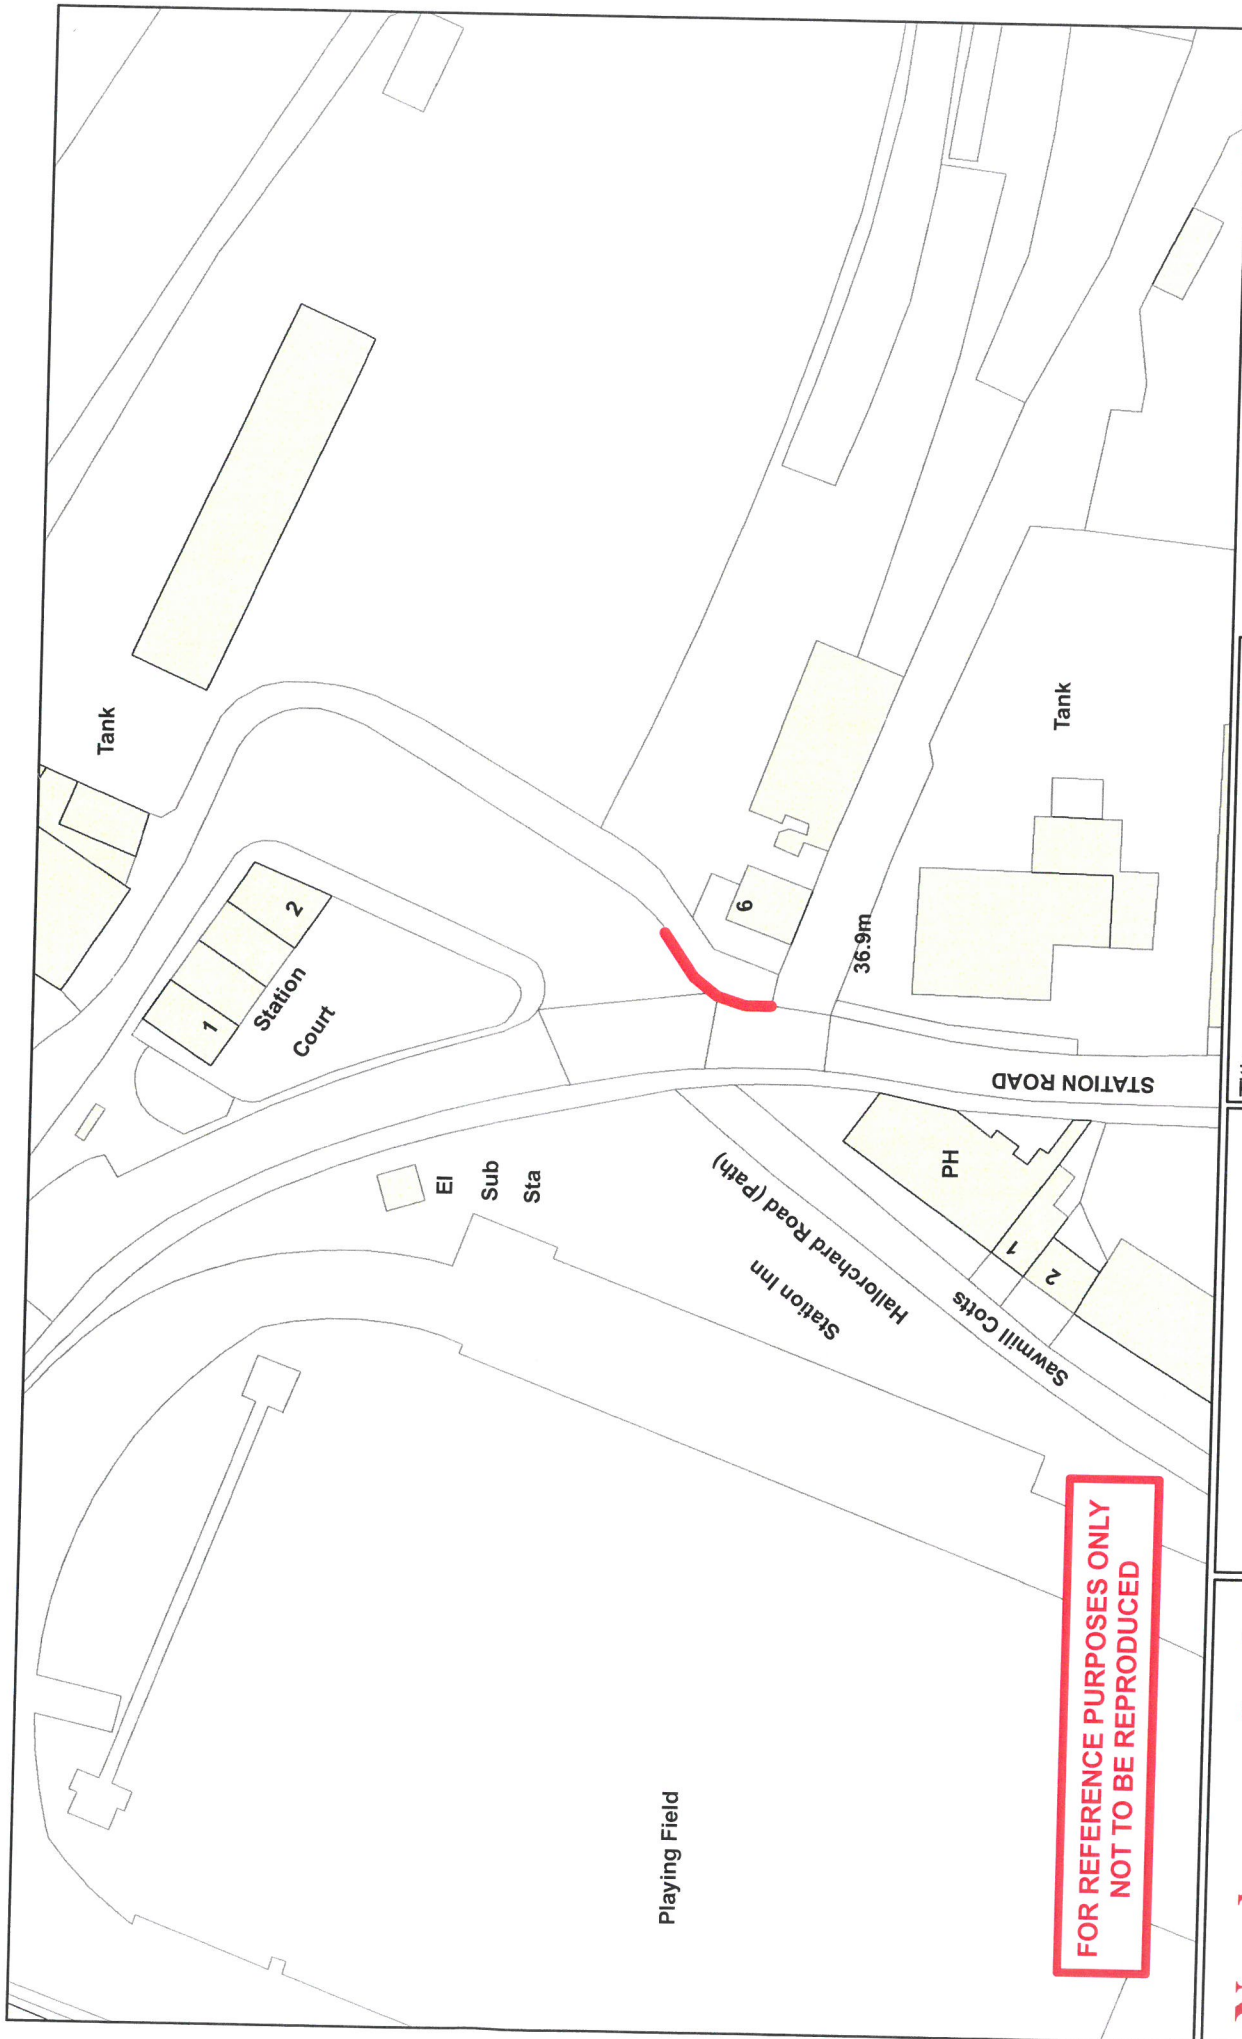 Tank
1
2
Station
Court
El
Sub
Sta
6
36.9m
Tank
STATION ROAD
PH
Hallorchard Road (Path)
Station Inn
1
2
Sawmill Cotts
Playing Field
FOR REFERENCE PURPOSES ONLY
NOT TO BE REPRODUCED